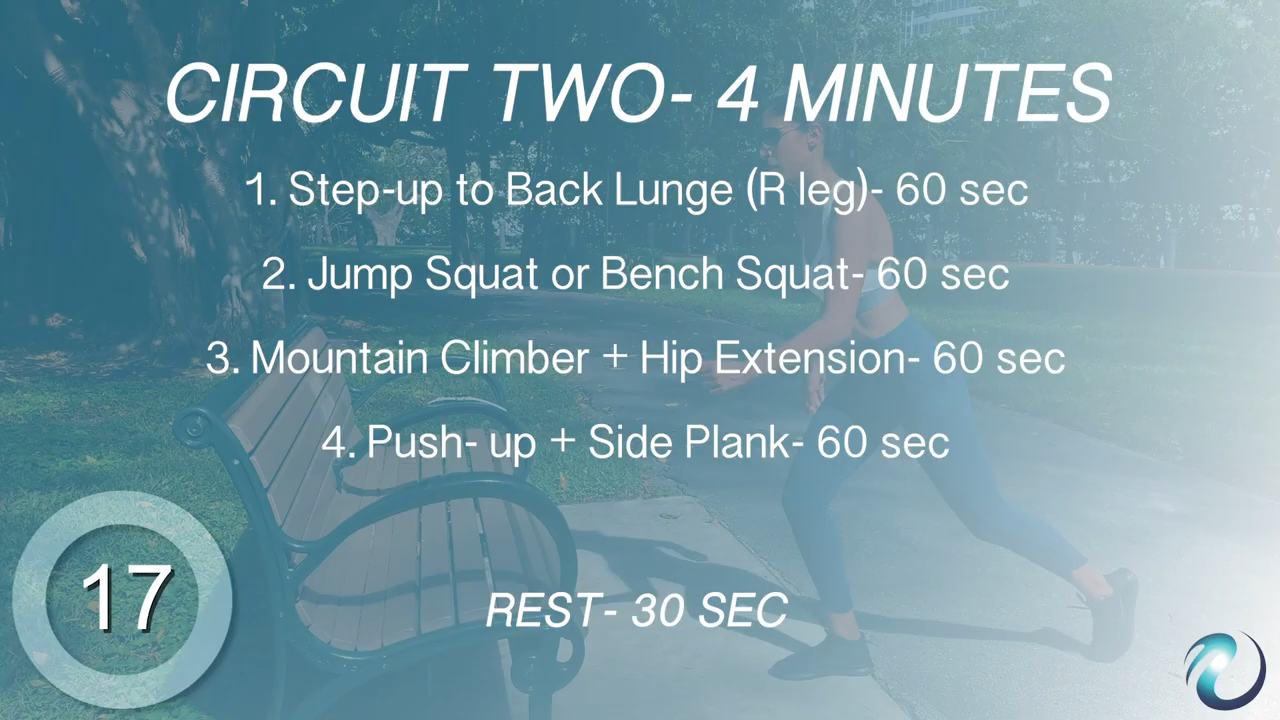 CIRCUIT TWO- 4 MINUTES
1. Step-up to Back Lunge (R leg)- 60 sec
2. Jump Squat or Bench Squat- 60 sec
3. Mountain Climber + Hip Extension- 60 sec
4. Push- up + Side Plank- 60 sec
17
REST- 30 SEC